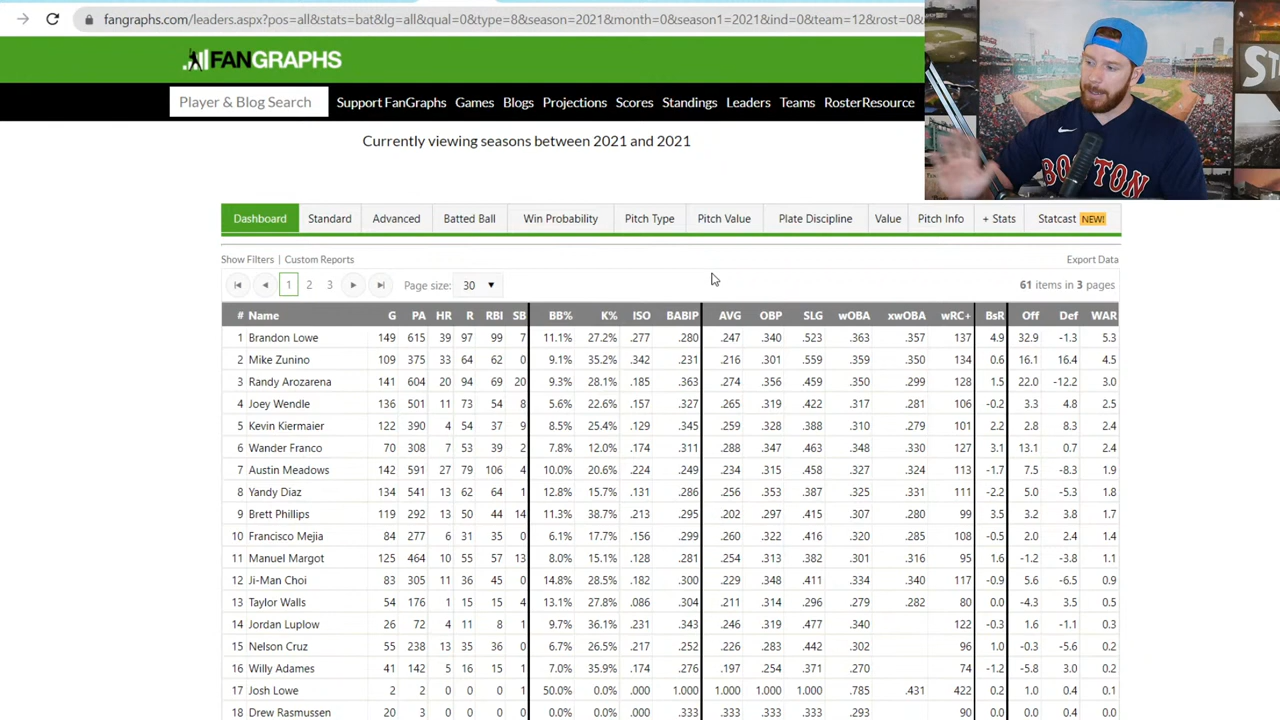 fangraphs.com/leaders.aspx?pos=all&stats=bat&lg=all&qual=0&type=8&season=2021&month=0&season1=2021&ind=0&team=12&rost=0&
FANGRAPHS
Player & Blog Search Support FanGraphs Games Blogs Projections Scores Standings Leaders Teams RosterResource
BOSTON
Currently viewing seasons between 2021 and 2021
Dashboard Standard Advanced Batted Ball Win Probability Pitch Type Pitch Value Plate Discipline Value Pitch Info + Stats Statcast NEW!
Show Filters | Custom Reports Export Data
1 2 3 Page size: 30 61 items in 3 pages
# Name G PA HR R RBI SB BB% K% ISO BABIP AVG OBP SLG wOBA xwOBA wRC+ BsR Off Def WAR
1 Brandon Lowe 149 615 39 97 99 7 11.1% 27.2% .277 .280 .247 .340 .523 .363 .357 137 4.9 32.9 -1.3 5.3
2 Mike Zunino 109 375 33 64 62 0 9.1% 35.2% .342 .231 .216 .301 .559 .359 .350 134 0.6 16.1 16.4 4.5
3 Randy Arozarena 141 604 20 94 69 20 9.3% 28.1% .185 .363 .274 .356 .459 .350 .299 128 1.5 22.0 -12.2 3.0
4 Joey Wendle 136 501 11 73 54 8 5.6% 22.6% .157 .327 .265 .319 .422 .317 .281 106 -0.2 3.3 4.8 2.5
5 Kevin Kiermaier 122 390 4 54 37 9 8.5% 25.4% .129 .345 .259 .328 .388 .310 .279 101 2.2 2.8 8.3 2.4
6 Wander Franco 70 308 7 53 39 2 7.8% 12.0% .174 .311 .288 .347 .463 .348 .330 127 3.1 13.1 0.7 2.4
7 Austin Meadows 142 591 27 79 106 4 10.0% 20.6% .224 .249 .234 .315 .458 .327 .324 113 -1.7 7.5 -8.3 1.9
8 Yandy Diaz 134 541 13 62 64 1 12.8% 15.7% .131 .286 .256 .353 .387 .325 .331 111 -2.2 5.0 -5.3 1.8
9 Brett Phillips 119 292 13 50 44 14 11.3% 38.7% .213 .295 .202 .297 .415 .307 .280 99 3.5 3.2 3.8 1.7
10 Francisco Mejia 84 277 6 31 35 0 6.1% 17.7% .156 .299 .260 .322 .416 .320 .285 108 -0.5 2.0 2.4 1.4
11 Manuel Margot 125 464 10 55 57 13 8.0% 15.1% .128 .281 .254 .313 .382 .301 .316 95 1.6 -1.2 -3.8 1.1
12 Ji-Man Choi 83 305 11 36 45 0 14.8% 28.5% .182 .300 .229 .348 .411 .334 .340 117 -0.9 5.6 -6.5 0.9
13 Taylor Walls 54 176 1 15 15 4 13.1% 27.8% .086 .304 .211 .314 .296 .279 .282 80 0.0 -4.3 3.5 0.5
14 Jordan Luplow 26 72 4 11 8 1 9.7% 36.1% .231 .343 .246 .319 .477 .340 122 -0.3 1.6 -1.1 0.3
15 Nelson Cruz 55 238 13 35 36 0 6.7% 26.5% .217 .252 .226 .283 .442 .302 96 1.0 -0.3 -5.6 0.2
16 Willy Adames 41 142 5 16 15 1 7.0% 35.9% .174 .276 .197 .254 .371 .270 74 -1.2 -5.8 3.0 0.2
17 Josh Lowe 2 2 0 0 0 1 50.0% 0.0% .000 1.000 1.000 1.000 1.000 .785 .431 422 0.2 1.0 0.4 0.1
18 Drew Rasmussen 20 3 0 0 0 0 0.0% 0.0% .000 .333 .333 .333 .333 .293 90 0.0 0.0 0.4 0.0